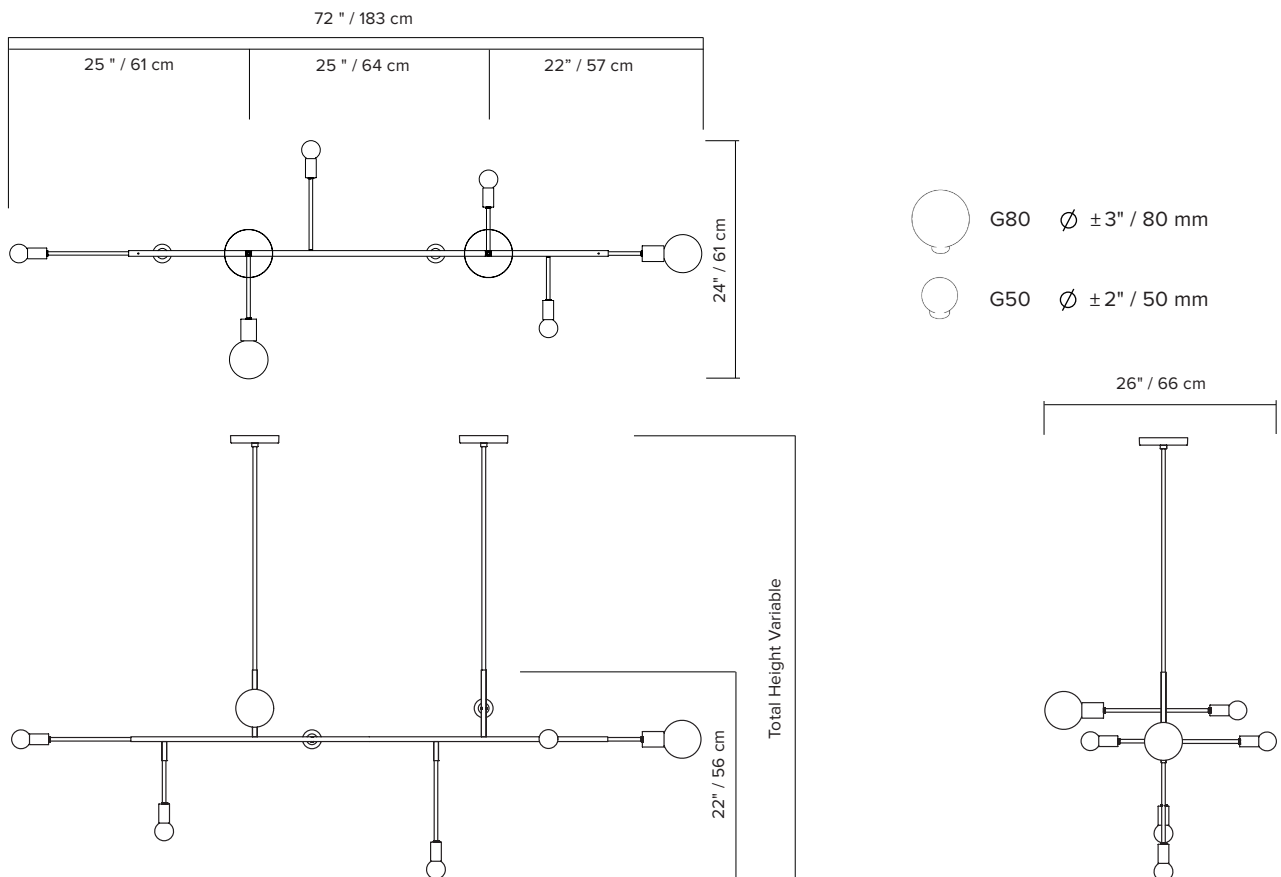 72 " / 183 cm
25 " / 61 cm
25 " / 64 cm
22” / 57 cm
24" / 61 cm
G80 Ø ±3" / 80 mm
G50 Ø ±2" / 50 mm
26" / 66 cm
Total Height Variable
22" / 56 cm